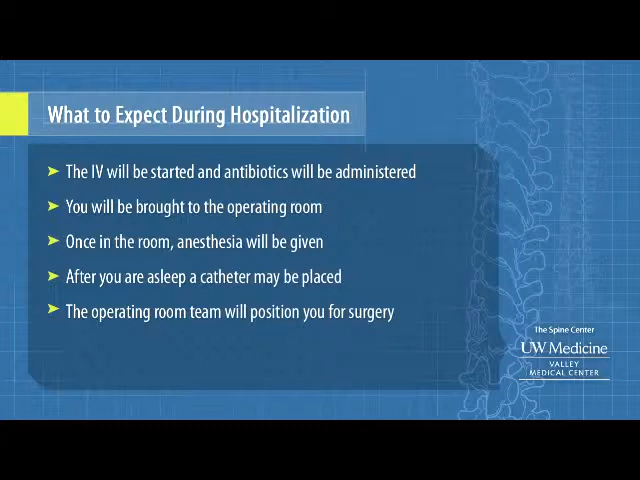 What to Expect During Hospitalization
The IV will be started and antibiotics will be administered
You will be brought to the operating room
Once in the room, anesthesia will be given
After you are asleep a catheter may be placed
The operating room team will position you for surgery
The Spine Center
UW Medicine
VALLEY
MEDICAL CENTER